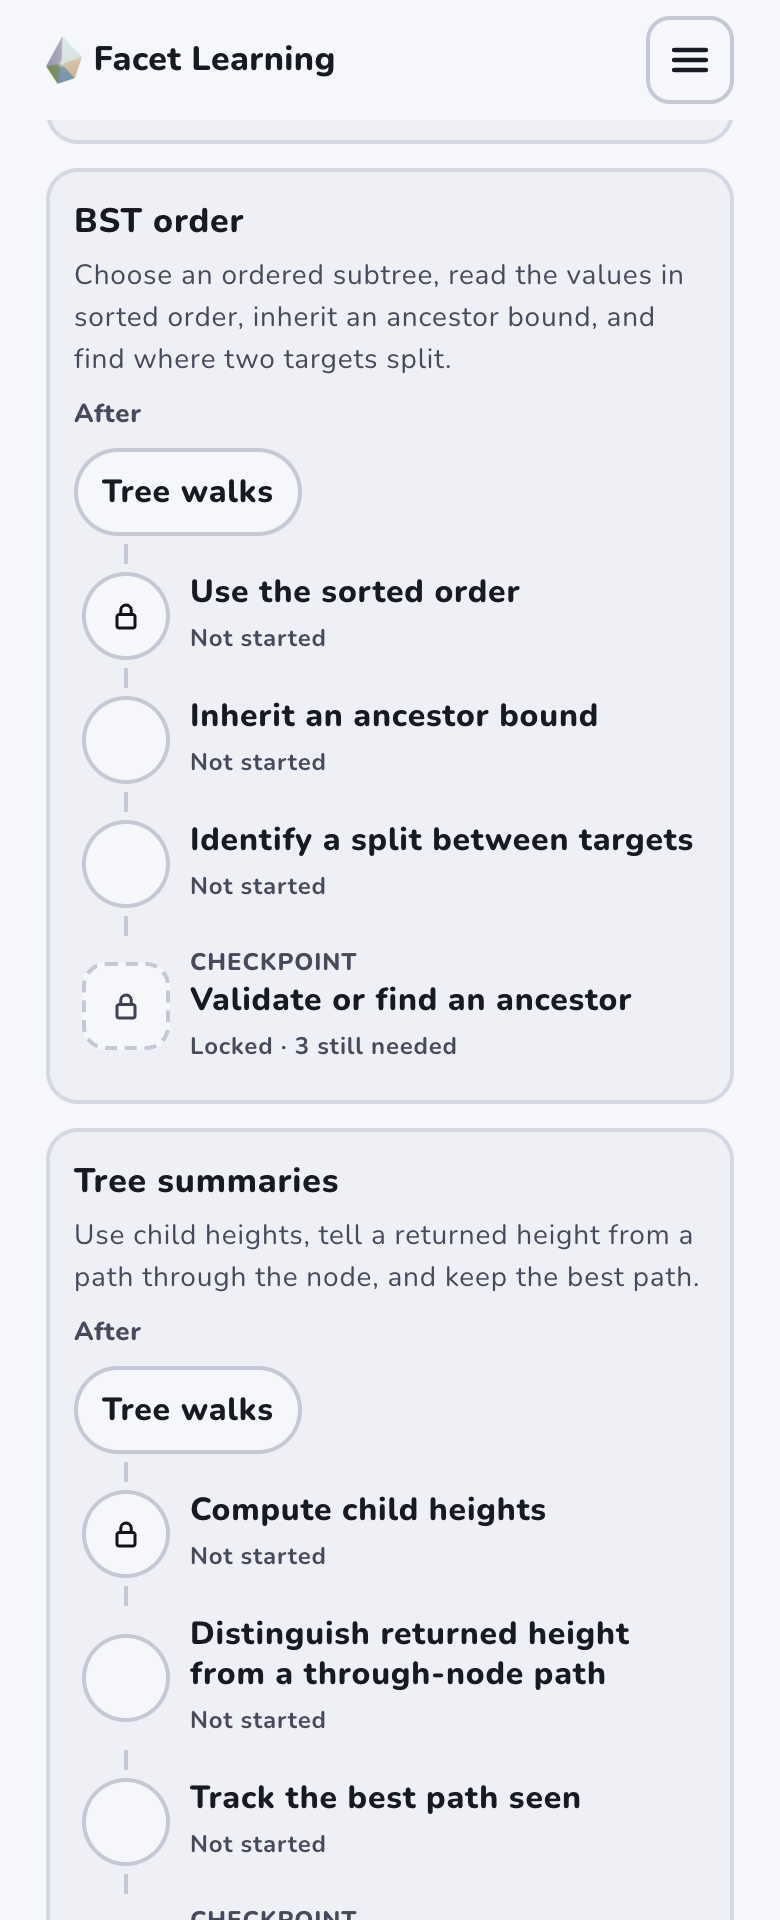 Facet Learning
BST order
Choose an ordered subtree, read the values in
sorted order, inherit an ancestor bound, and
find where two targets split.
After
Tree walks
Use the sorted order
Not started
Inherit an ancestor bound
Not started
Identify a split between targets
Not started
CHECKPOINT
Validate or find an ancestor
Locked · 3 still needed
Tree summaries
Use child heights, tell a returned height from a
path through the node, and keep the best path.
After
Tree walks
Compute child heights
Not started
Distinguish returned height
from a through-node path
Not started
Track the best path seen
Not started
CHECKPOINT